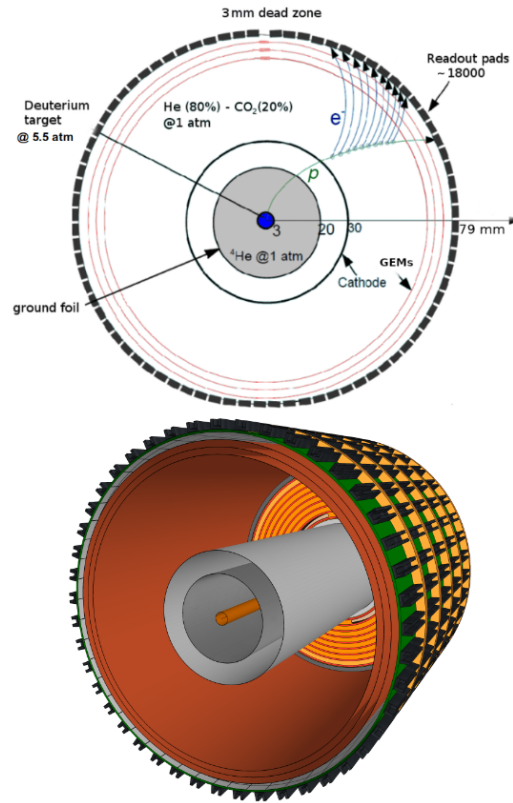 3 mm dead zone
Readout pads
~18000
Deuterium
target
@ 5.5 atm
He (80%) - CO₂(20%)
@1 atm
e⁻
p
3
20
30
79 mm
⁴He @1 atm
GEMs
Cathode
ground foil